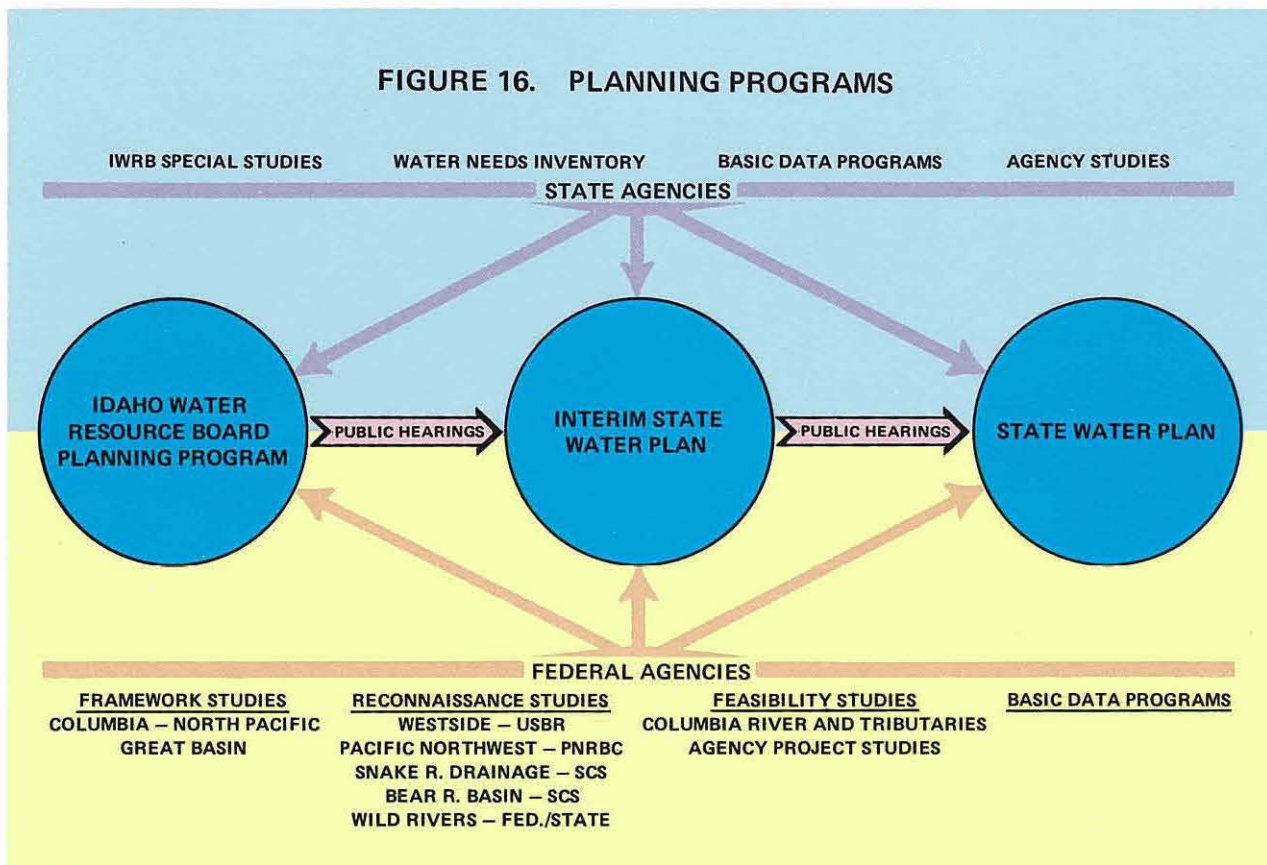 FIGURE 16. PLANNING PROGRAMS
IWRB SPECIAL STUDIES
WATER NEEDS INVENTORY
BASIC DATA PROGRAMS
AGENCY STUDIES
STATE AGENCIES
IDAHO WATER
RESOURCE BOARD
PLANNING PROGRAM
PUBLIC HEARINGS
INTERIM STATE
WATER PLAN
PUBLIC HEARINGS
STATE WATER PLAN
FEDERAL AGENCIES
FRAMEWORK STUDIES
COLUMBIA – NORTH PACIFIC
GREAT BASIN
RECONNAISSANCE STUDIES
WESTSIDE – USBR
PACIFIC NORTHWEST – PNRBC
SNAKE R. DRAINAGE – SCS
BEAR R. BASIN – SCS
WILD RIVERS – FED./STATE
FEASIBILITY STUDIES
COLUMBIA RIVER AND TRIBUTARIES
AGENCY PROJECT STUDIES
BASIC DATA PROGRAMS